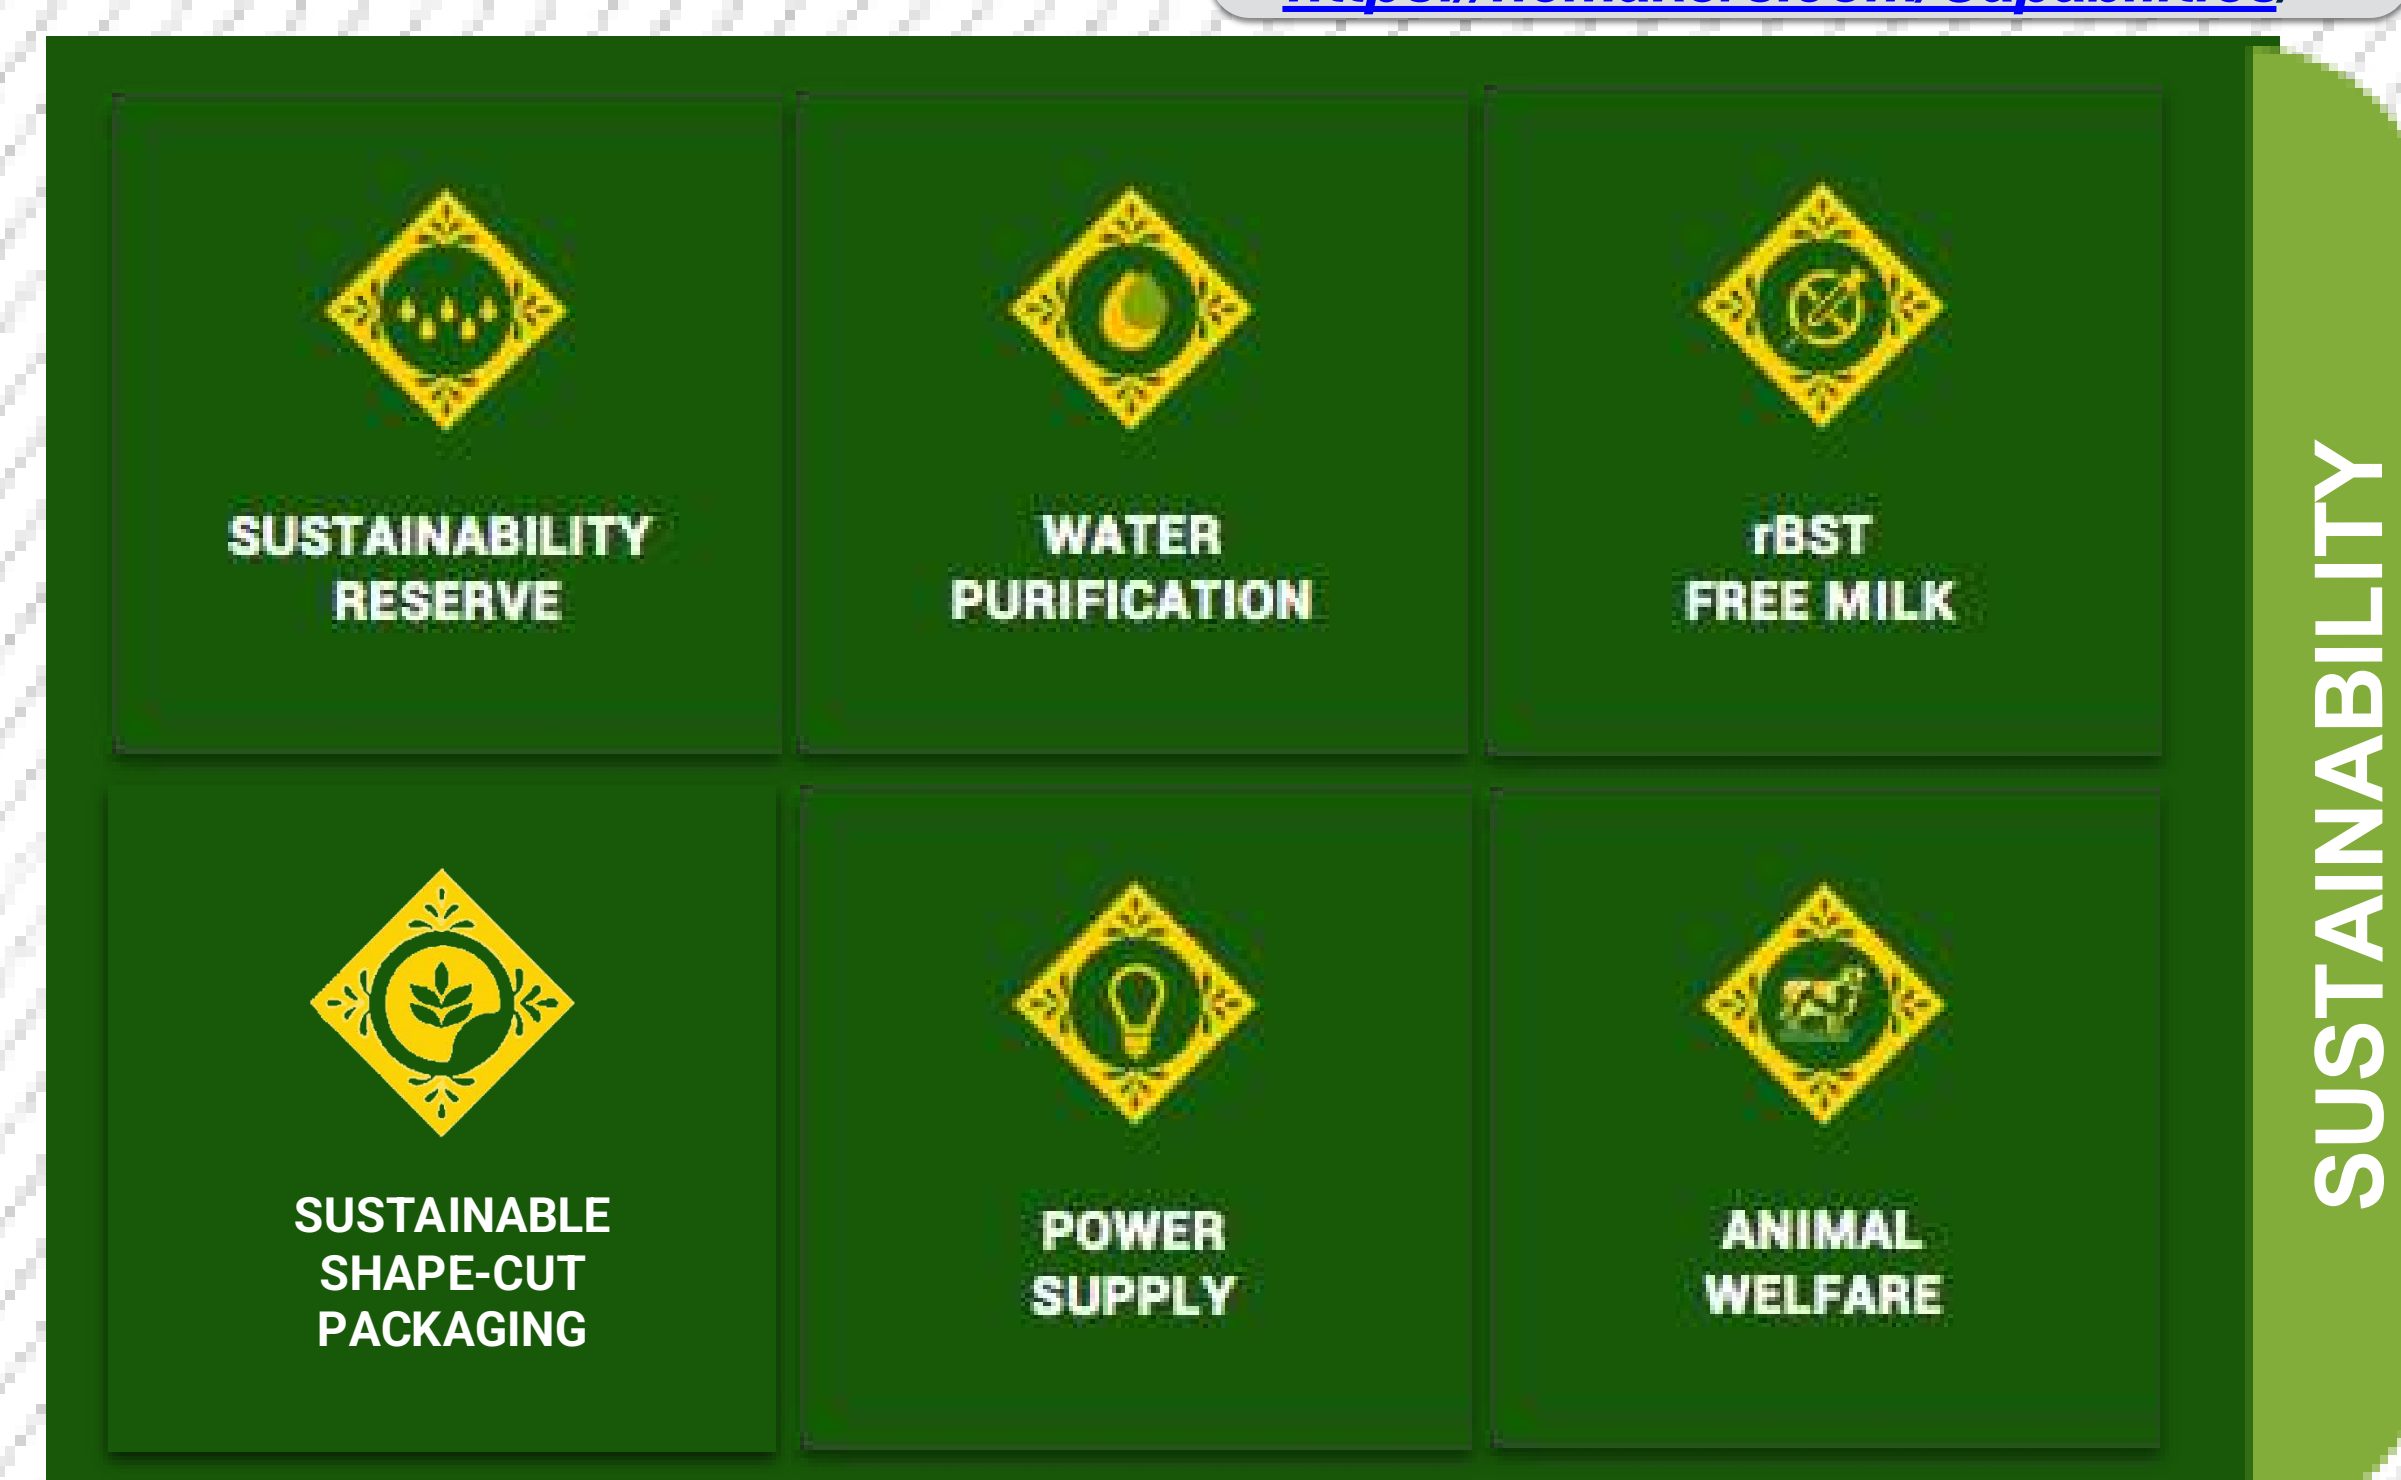 SUSTAINABILITY
RESERVE
WATER
PURIFICATION
rBST
FREE MILK
SUSTAINABLE
SHAPE-CUT
PACKAGING
POWER
SUPPLY
ANIMAL
WELFARE
SUSTAINABILITY